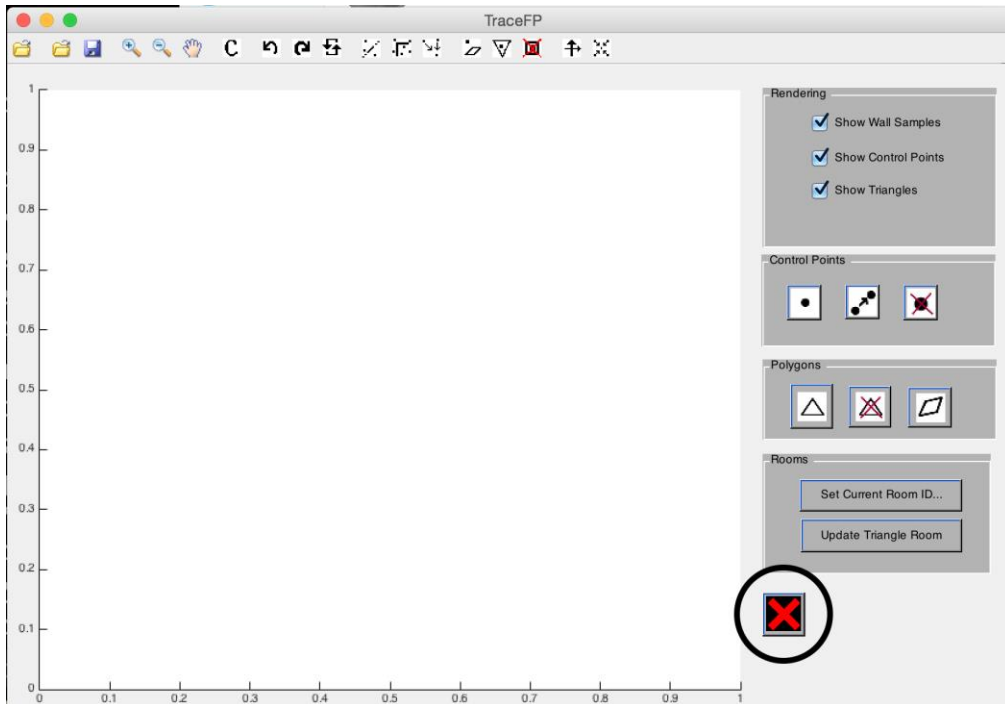 TraceFP
C
1
0.9
0.8
0.7
0.6
0.5
0.4
0.3
0.2
0.1
0
0 0.1 0.2 0.3 0.4 0.5 0.6 0.7 0.8 0.9 1
Rendering
Show Wall Samples
Show Control Points
Show Triangles
Control Points
Polygons
Rooms
Set Current Room ID...
Update Triangle Room